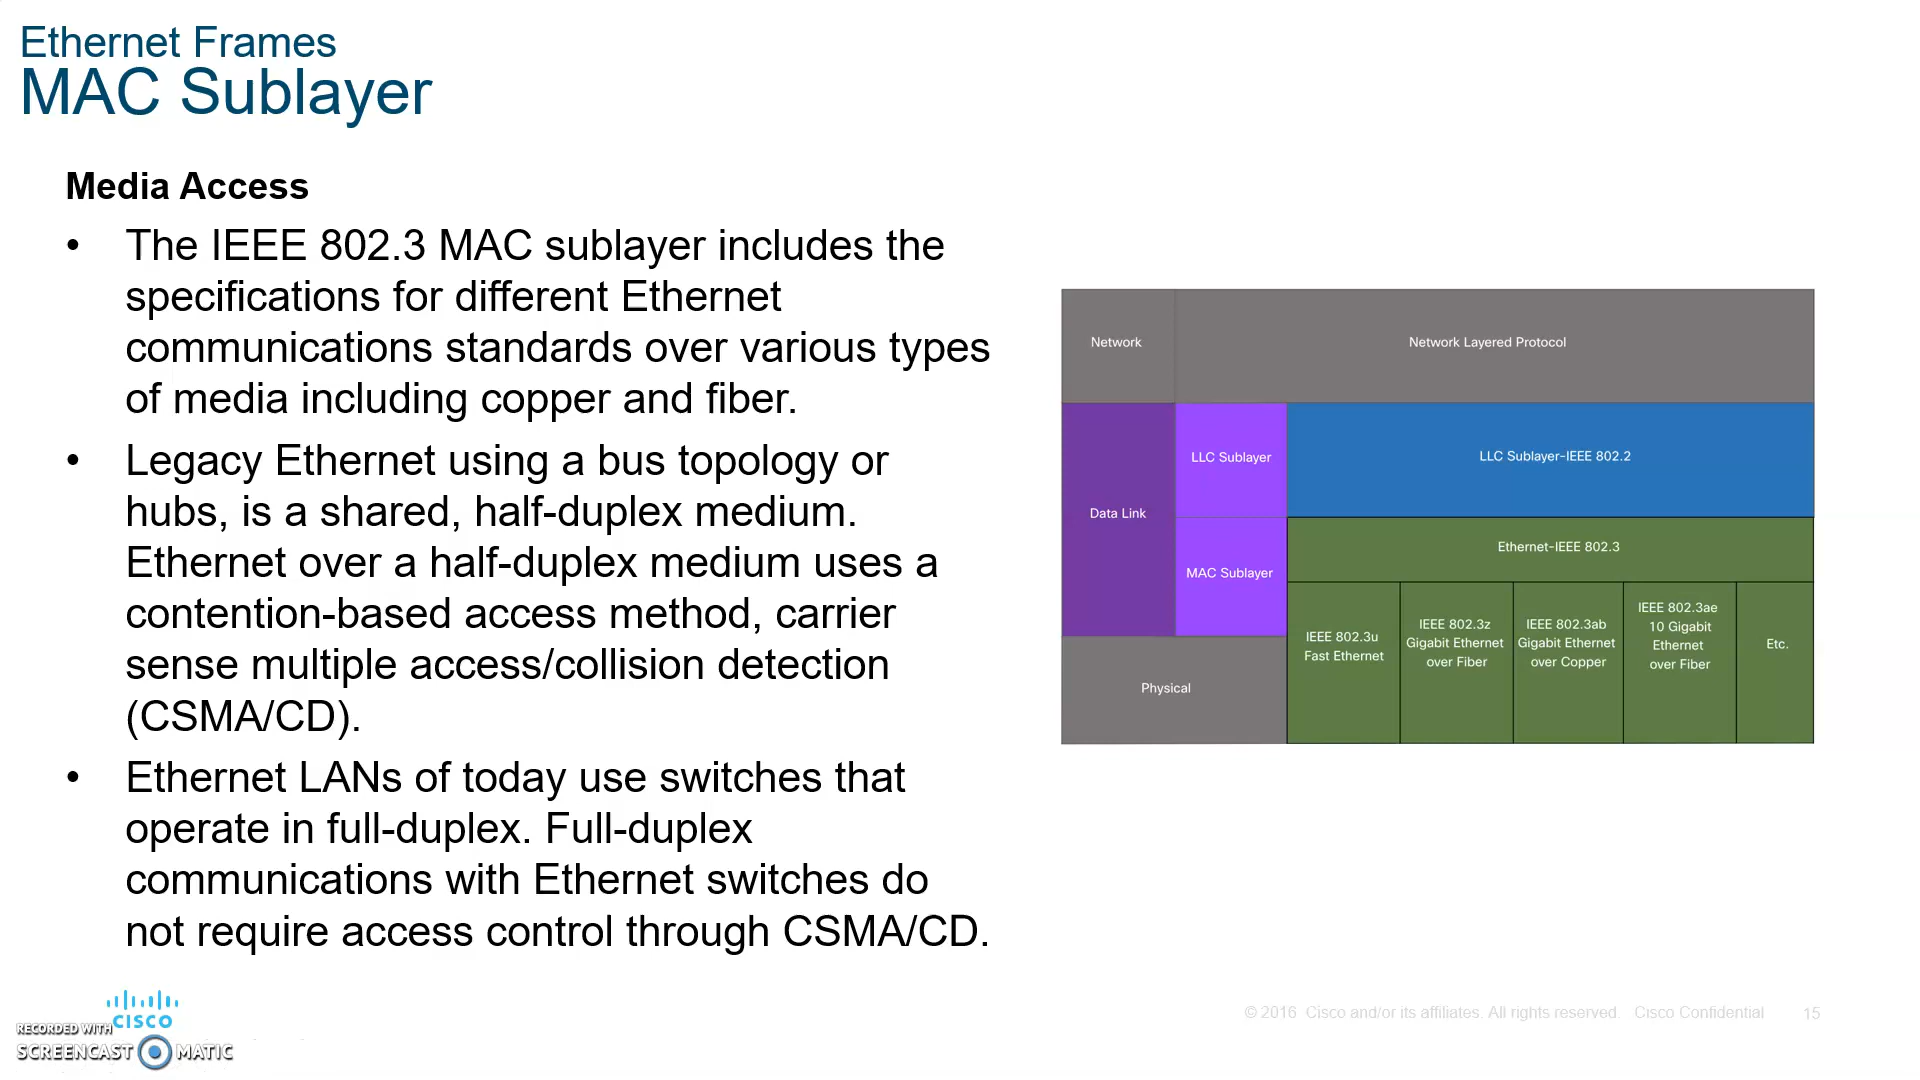 Ethernet Frames
MAC Sublayer
Media Access
• The IEEE 802.3 MAC sublayer includes the
specifications for different Ethernet
communications standards over various types
of media including copper and fiber.
• Legacy Ethernet using a bus topology or
hubs, is a shared, half-duplex medium.
Ethernet over a half-duplex medium uses a
contention-based access method, carrier
sense multiple access/collision detection
(CSMA/CD).
• Ethernet LANs of today use switches that
operate in full-duplex. Full-duplex
communications with Ethernet switches do
not require access control through CSMA/CD.
Network
Network Layered Protocol
Data Link
LLC Sublayer
LLC Sublayer-IEEE 802.2
MAC Sublayer
Ethernet-IEEE 802.3
IEEE 802.3u
Fast Ethernet
IEEE 802.3z
Gigabit Ethernet
over Fiber
IEEE 802.3ab
Gigabit Ethernet
over Copper
IEEE 802.3ae
10 Gigabit
Ethernet
over Fiber
Etc.
Physical
CISCO
RECORDED WITH
SCREENCAST MATIC
© 2016 Cisco and/or its affiliates. All rights reserved. Cisco Confidential
15